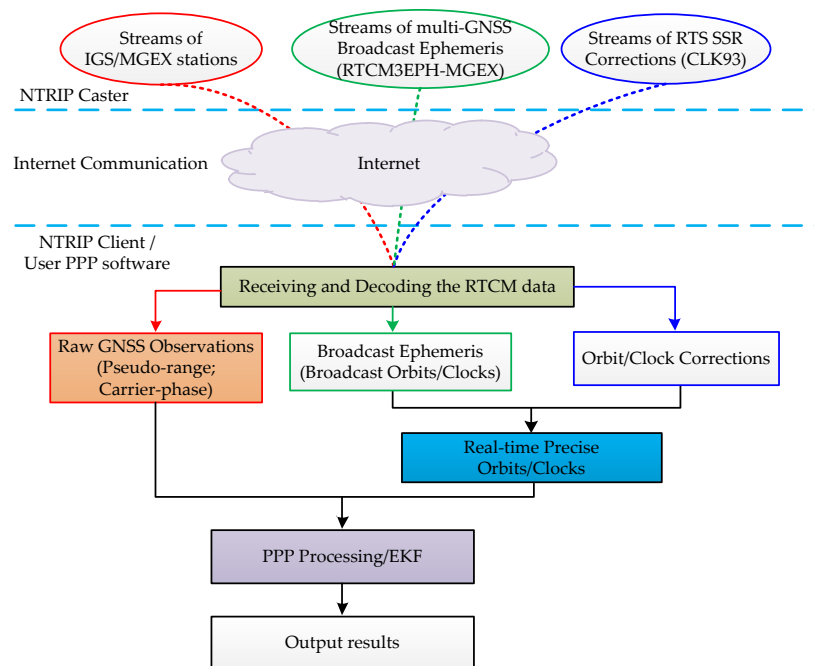 Streams of
IGS/MGEX stations
Streams of multi-GNSS
Broadcast Ephemeris
(RTCM3EPH-MGEX)
Streams of RTS SSR
Corrections (CLK93)
NTRIP Caster
Internet Communication
Internet
NTRIP Client /
User PPP software
Receiving and Decoding the RTCM data
Raw GNSS Observations
(Pseudo-range;
Carrier-phase)
Broadcast Ephemeris
(Broadcast Orbits/Clocks)
Orbit/Clock Corrections
Real-time Precise
Orbits/Clocks
PPP Processing/EKF
Output results